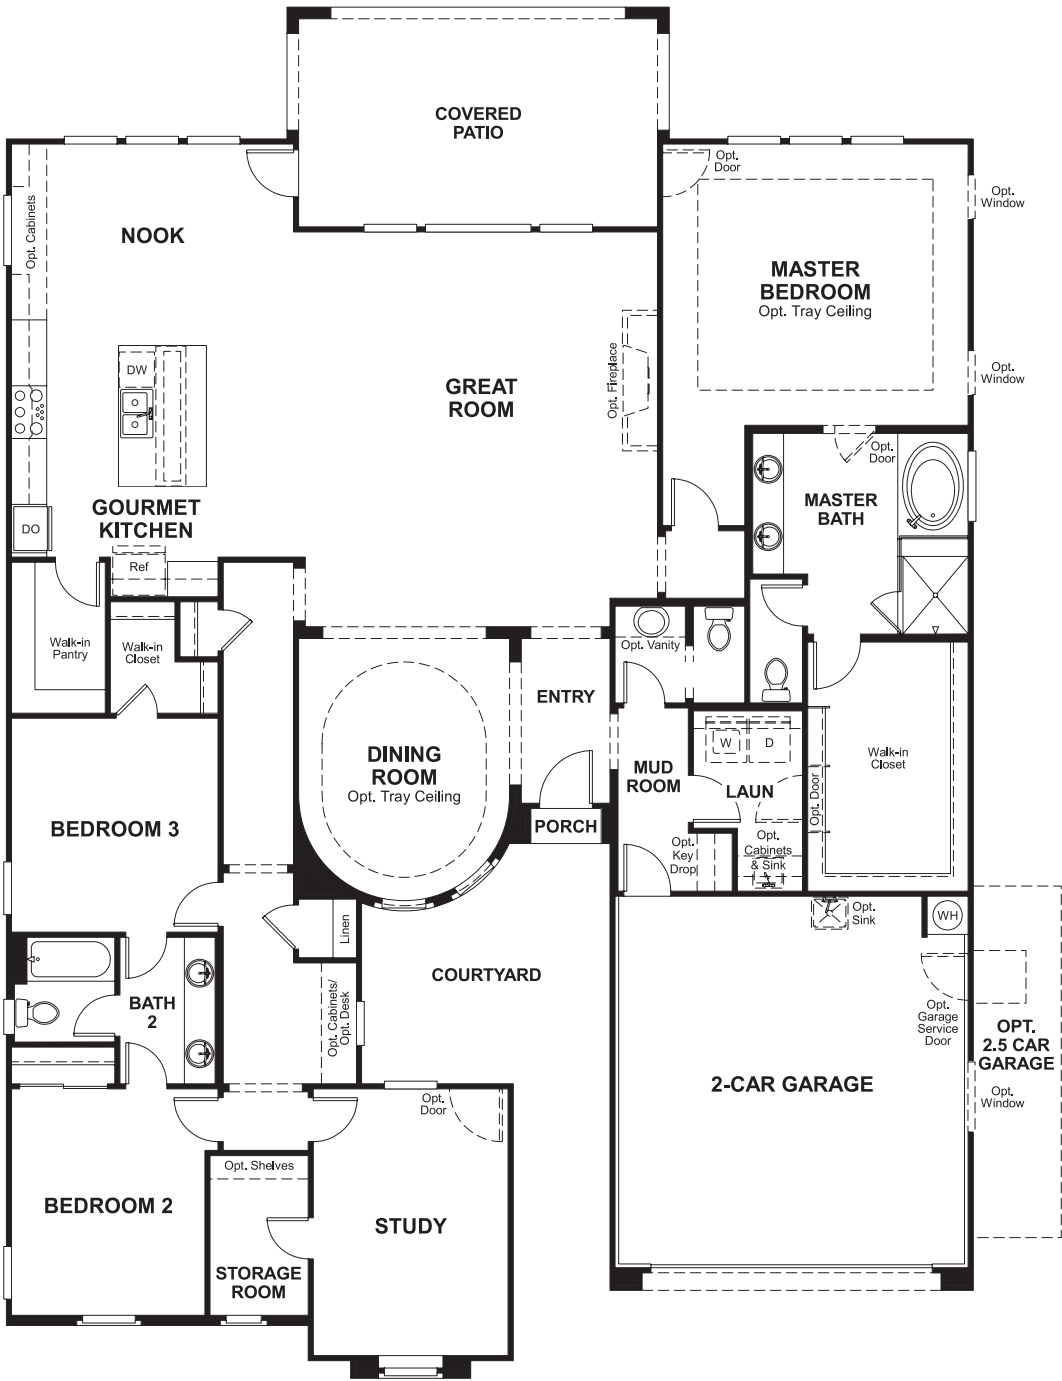 COVERED
PATIO
Opt.
Door
Opt.
Window
Opt. Cabinets
NOOK
MASTER
BEDROOM
Opt. Tray Ceiling
DW
GREAT
ROOM
Opt. Fireplace
Opt.
Window
Opt.
Door
MASTER
BATH
GOURMET
KITCHEN
DO
Ref
Walk-in
Pantry
Walk-in
Closet
Opt. Vanity
ENTRY
DINING
ROOM
Opt. Tray Ceiling
MUD
ROOM
W
D
LAUN
Walk-in
Closet
Opt. Door
BEDROOM 3
PORCH
Opt.
Key
Drop
Opt.
Cabinets
& Sink
Opt.
Sink
WH
Linen
COURTYARD
BATH
2
Opt. Cabinets/
Opt. Desk
Opt.
Garage
Service
Door
OPT.
2.5 CAR
GARAGE
2-CAR GARAGE
Opt.
Window
Opt.
Door
Opt. Shelves
BEDROOM 2
STUDY
STORAGE
ROOM